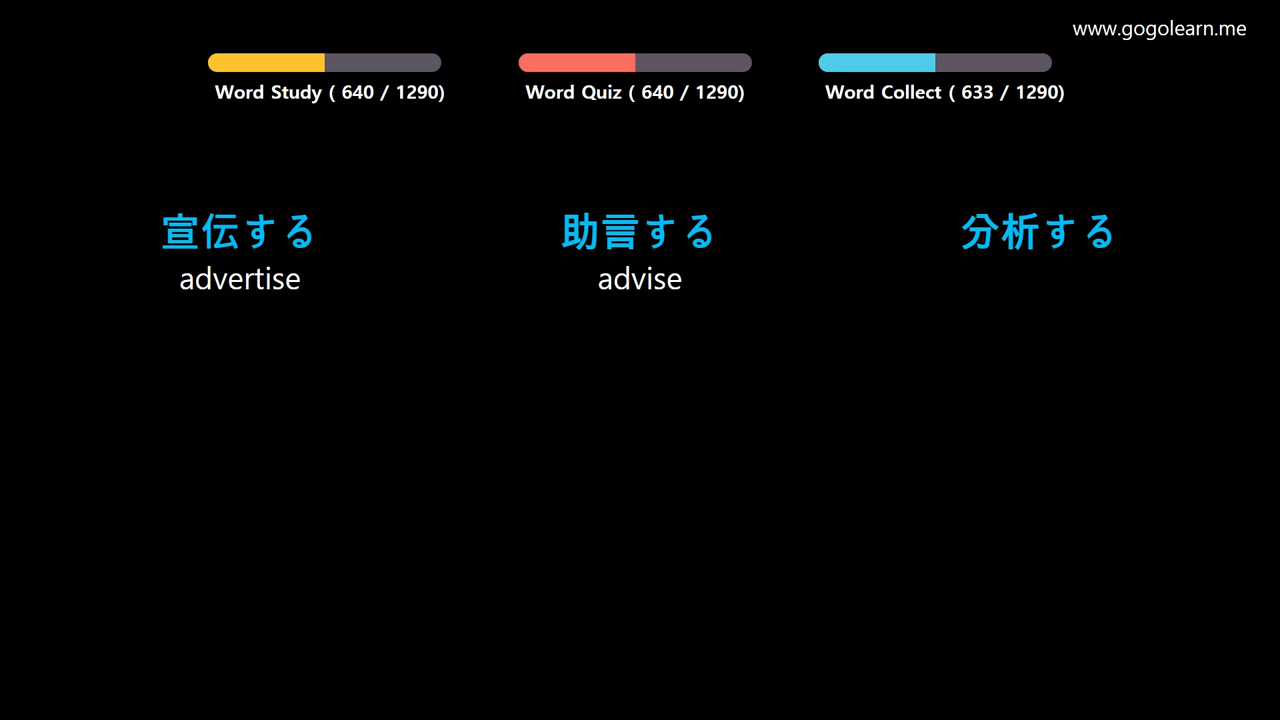 www.gogolearn.me
Word Study ( 640 / 1290)
Word Quiz ( 640 / 1290)
Word Collect ( 633 / 1290)
宣伝する
advertise
助言する
advise
分析する